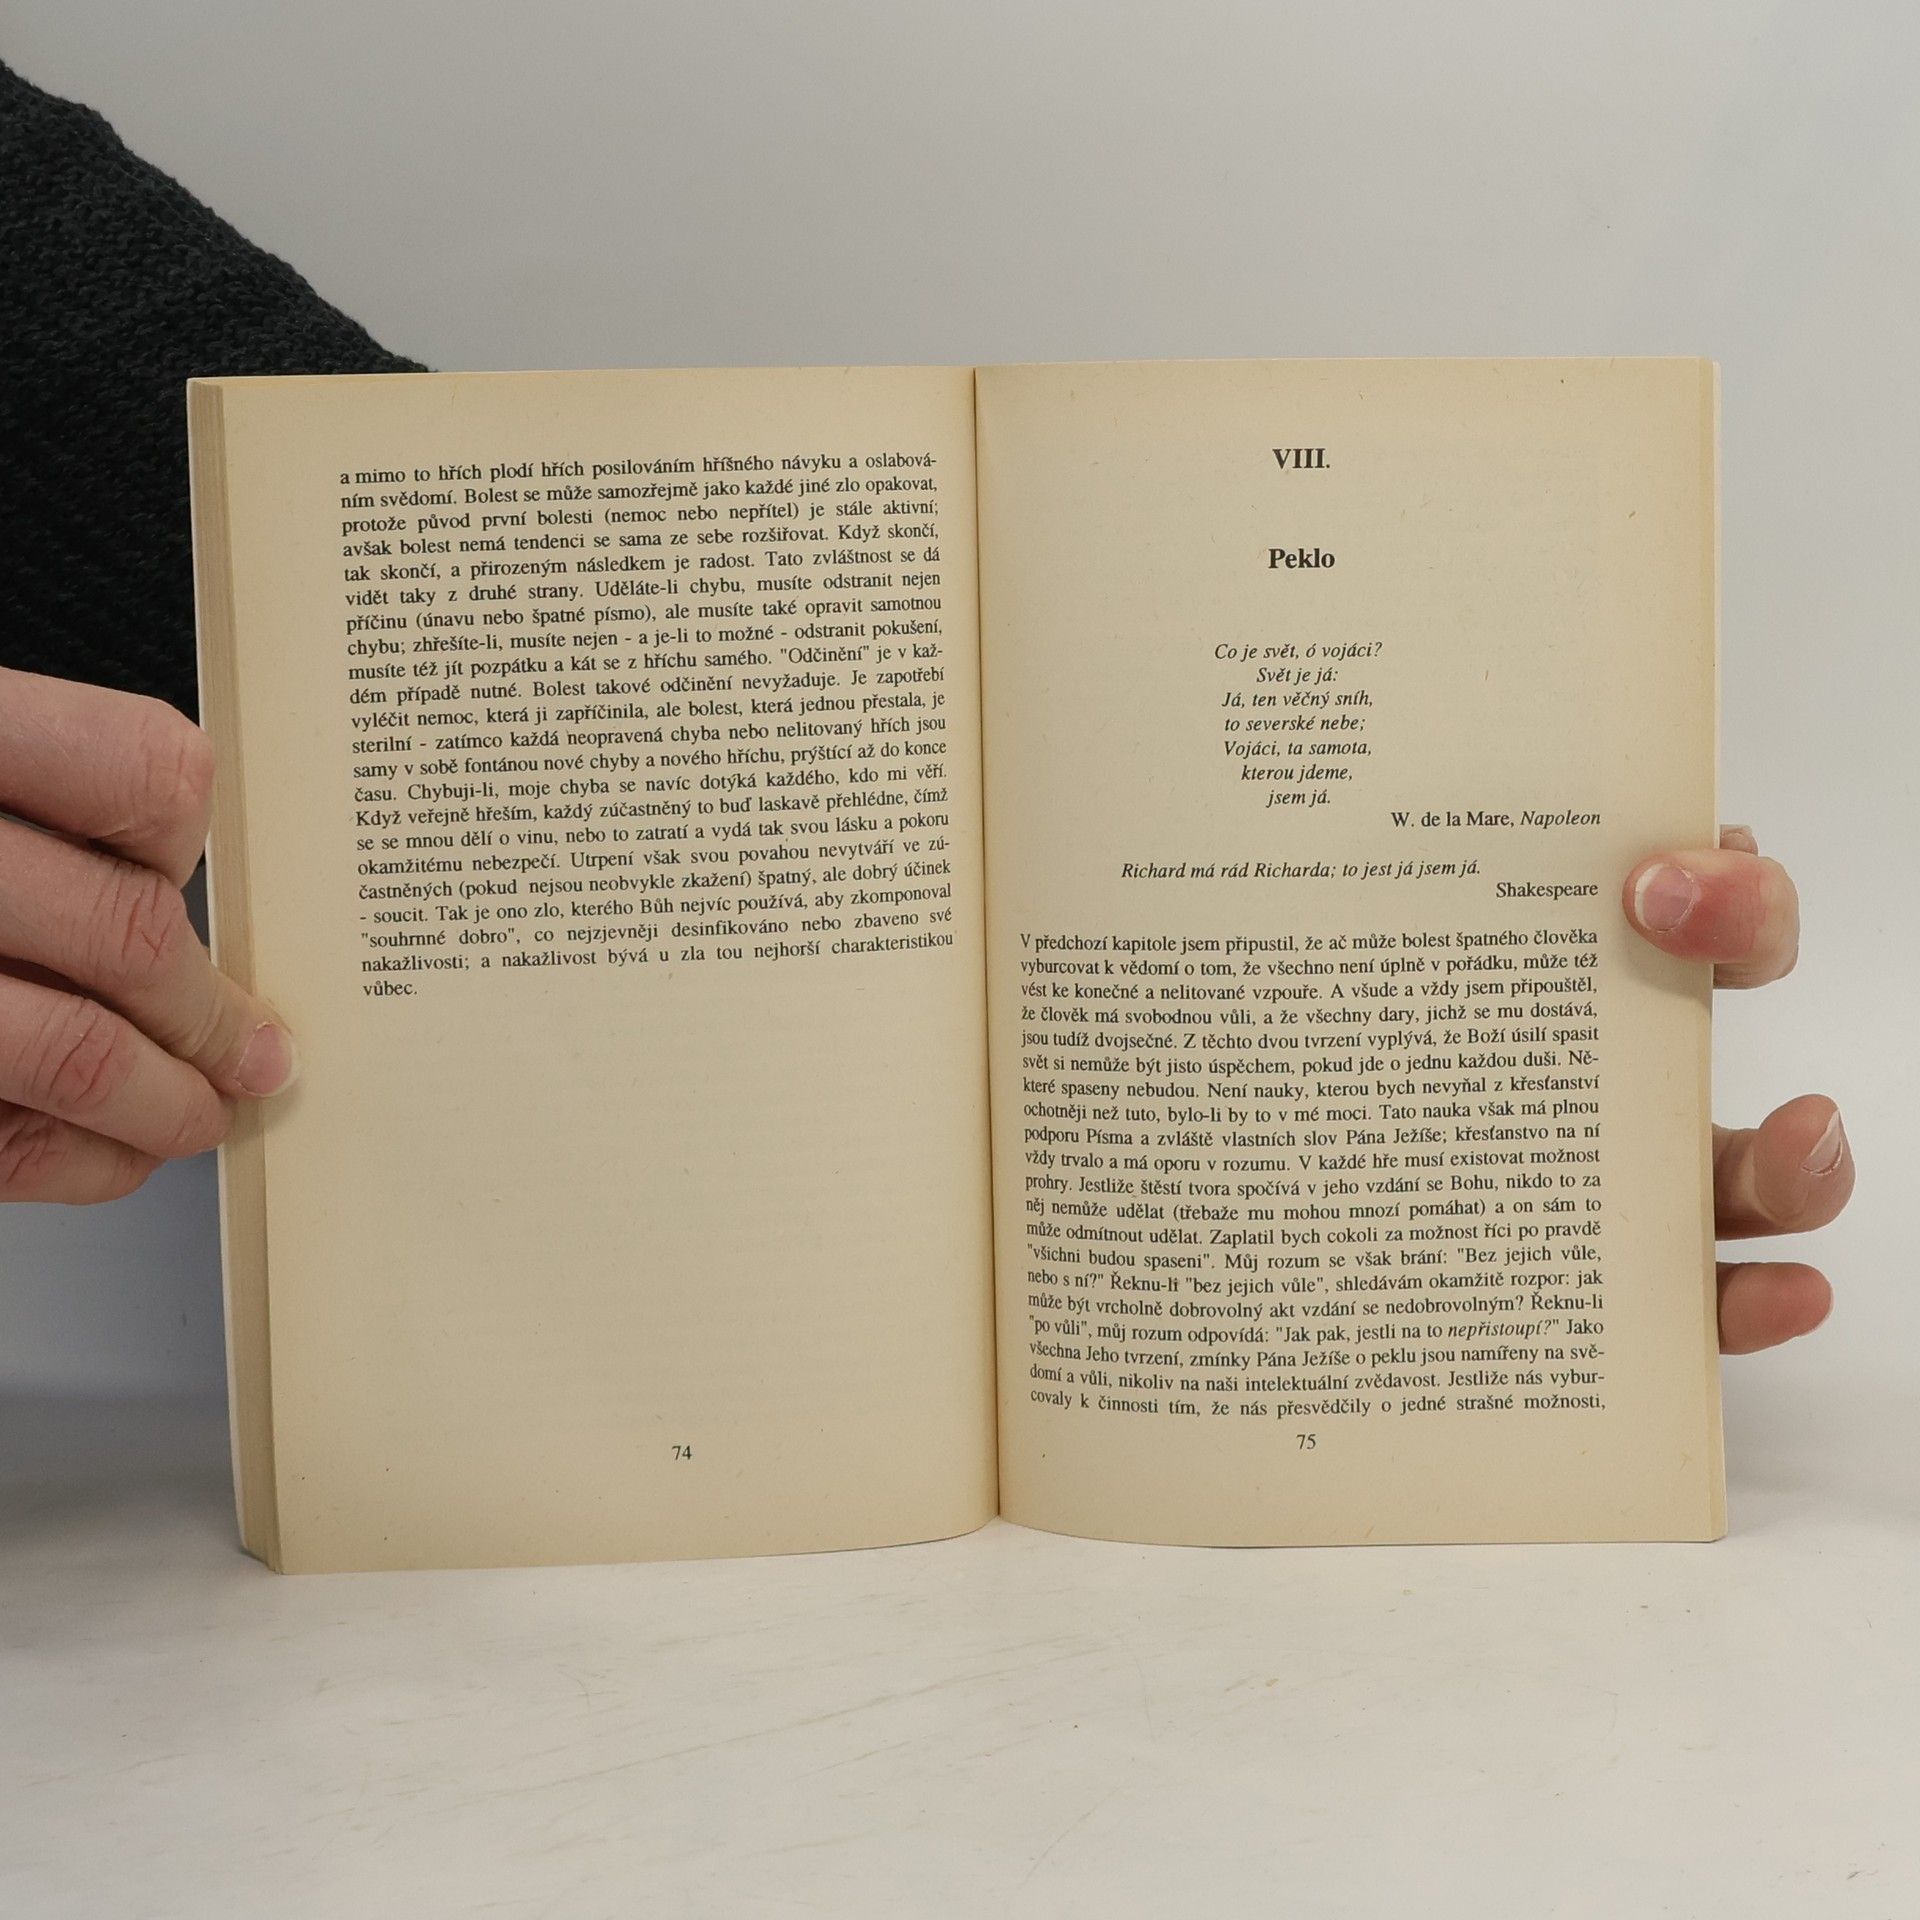 a mimo to hřích plodí hřích posilováním hříšného návyku a oslabová-
ním svědomí. Bolest se může samozřejmě jako každé jiné zlo opakovat,
protože původ první bolesti (nemoc nebo nepřítel) je stále aktivní;
avšak bolest nemá tendenci se sama ze sebe rozšiřovat. Když skončí,
tak skončí, a přirozeným následkem je radost. Tato zvláštnost se dá
vidět taky z druhé strany. Uděláte-li chybu, musíte odstranit nejen
příčinu (únavu nebo špatné písmo), ale musíte také opravit samotnou
chybu; zhřešíte-li, musíte nejen - a je-li to možné - odstranit pokušení,
musíte též jít pozpátku a kát se z hříchu samého. "Odčinění" je v kaž-
dém případě nutné. Bolest takové odčinění nevyžaduje. Je zapotřebí
vyléčit nemoc, která ji zapříčinila, ale bolest, která jednou přestala, je
sterilní - zatímco každá neopravená chyba nebo nelitovaný hřích jsou
samy v sobě fontánou nové chyby a nového hříchu, prýštící až do konce
času. Chybuji-li, moje chyba se navíc dotýká každého, kdo mi věří.
Když veřejně hřeším, každý zúčastněný to buď laskavě přehlédne, čímž
se se mnou dělí o vinu, nebo to zatratí a vydá tak svou lásku a pokoru
okamžitému nebezpečí. Utrpení však svou povahou nevytváří ve zú-
častněných (pokud nejsou neobvykle zkažení) špatný, ale dobrý účinek
- soucit. Tak je ono zlo, kterého Bůh nejvíc používá, aby zkomponoval
"souhrnné dobro", co nejzjevněji desinfikováno nebo zbaveno své
nakažlivosti; a nakažlivost bývá u zla tou nejhorší charakteristikou
vůbec.
74
VIII.
Peklo
Co je svět, ó vojáci?
Svět je já:
Já, ten věčný sníh,
to severské nebe;
Vojáci, ta samota,
kterou jdeme,
jsem já.
W. de la Mare, Napoleon
Richard má rád Richarda; to jest já jsem já.
Shakespeare
V předchozí kapitole jsem připustil, že ač může bolest špatného člověka
vyburcovat k vědomí o tom, že všechno není úplně v pořádku, může též
vést ke konečné a nelitované vzpouře. A všude a vždy jsem připouštěl,
že člověk má svobodnou vůli, a že všechny dary, jichž se mu dostává,
jsou tudíž dvojsečné. Z těchto dvou tvrzení vyplývá, že Boží úsilí spasit
svět si nemůže být jisto úspěchem, pokud jde o jednu každou duši. Ně-
které spaseny nebudou. Není nauky, kterou bych nevyňal z křesťanství
ochotněji než tuto, bylo-li by to v mé moci. Tato nauka však má plnou
podporu Písma a zvláště vlastních slov Pána Ježíše; křesťanstvo na ní
vždy trvalo a má oporu v rozumu. V každé hře musí existovat možnost
prohry. Jestliže štěstí tvora spočívá v jeho vzdání se Bohu, nikdo to za
něj nemůže udělat (třebaže mu mohou mnozí pomáhat) a on sám to
může odmítnout udělat. Zaplatil bych cokoli za možnost říci po pravdě
"všichni budou spaseni". Můj rozum se však brání: "Bez jejich vůle,
nebo s ní?" Řeknu-li "bez jejich vůle", shledávám okamžitě rozpor: jak
může být vrcholně dobrovolný akt vzdání se nedobrovolným? Řeknu-li
"po vůli", můj rozum odpovídá: "Jak pak, jestli na to nepřistoupí?" Jako
všechna Jeho tvrzení, zmínky Pána Ježíše o peklu jsou namířeny na svě-
domí a vůli, nikoliv na naši intelektuální zvědavost. Jestliže nás vybur-
covaly k činnosti tím, že nás přesvědčily o jedné strašné možnosti,
75